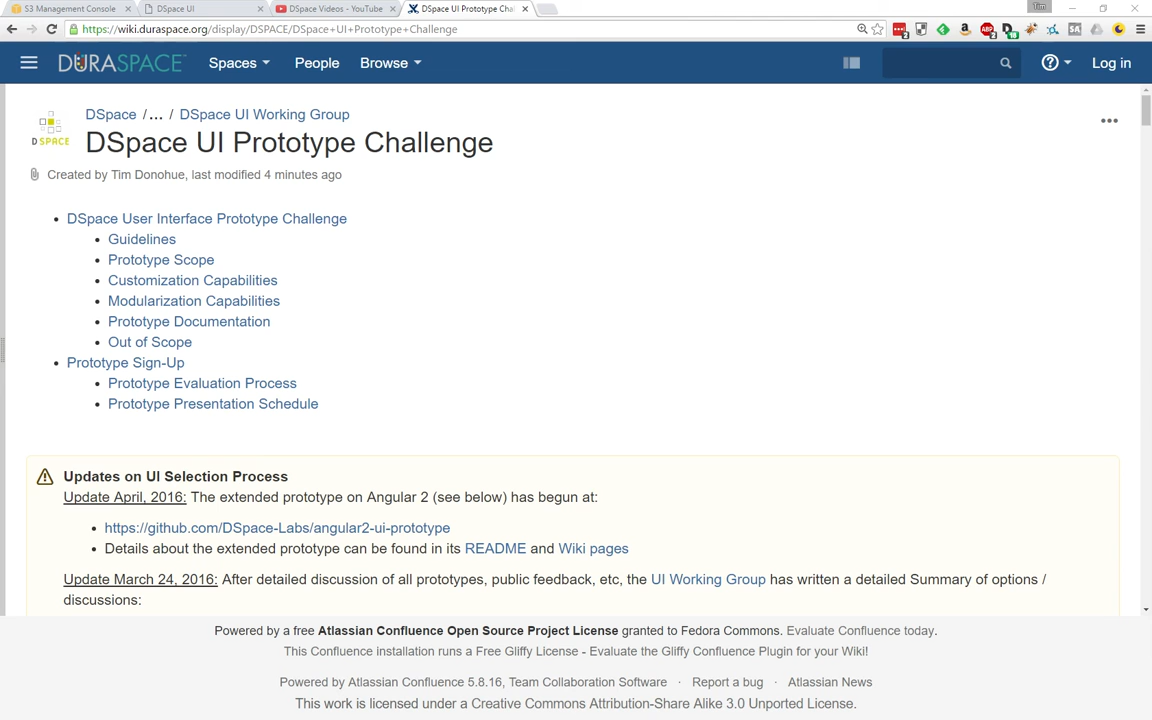 S3 Management Console
DSpace UI
DSpace Videos - YouTube
DSpace UI Prototype Cha
Tim
https://wiki.duraspace.org/display/DSPACE/DSpace+UI+Prototype+Challenge
DURASPACE
Spaces
People
Browse
Log in
DSPACE
DSpace /... / DSpace UI Working Group
DSpace UI Prototype Challenge
Created by Tim Donohue, last modified 4 minutes ago
• DSpace User Interface Prototype Challenge
• Guidelines
• Prototype Scope
• Customization Capabilities
• Modularization Capabilities
• Prototype Documentation
• Out of Scope
• Prototype Sign-Up
• Prototype Evaluation Process
• Prototype Presentation Schedule
Updates on UI Selection Process
Update April, 2016: The extended prototype on Angular 2 (see below) has begun at:
• https://github.com/DSpace-Labs/angular2-ui-prototype
• Details about the extended prototype can be found in its README and Wiki pages
Update March 24, 2016: After detailed discussion of all prototypes, public feedback, etc, the UI Working Group has written a detailed Summary of options /
discussions:
Powered by a free Atlassian Confluence Open Source Project License granted to Fedora Commons. Evaluate Confluence today.
This Confluence installation runs a Free Gliffy License - Evaluate the Gliffy Confluence Plugin for your Wiki!
Powered by Atlassian Confluence 5.8.16, Team Collaboration Software · Report a bug · Atlassian News
This work is licensed under a Creative Commons Attribution-Share Alike 3.0 Unported License.